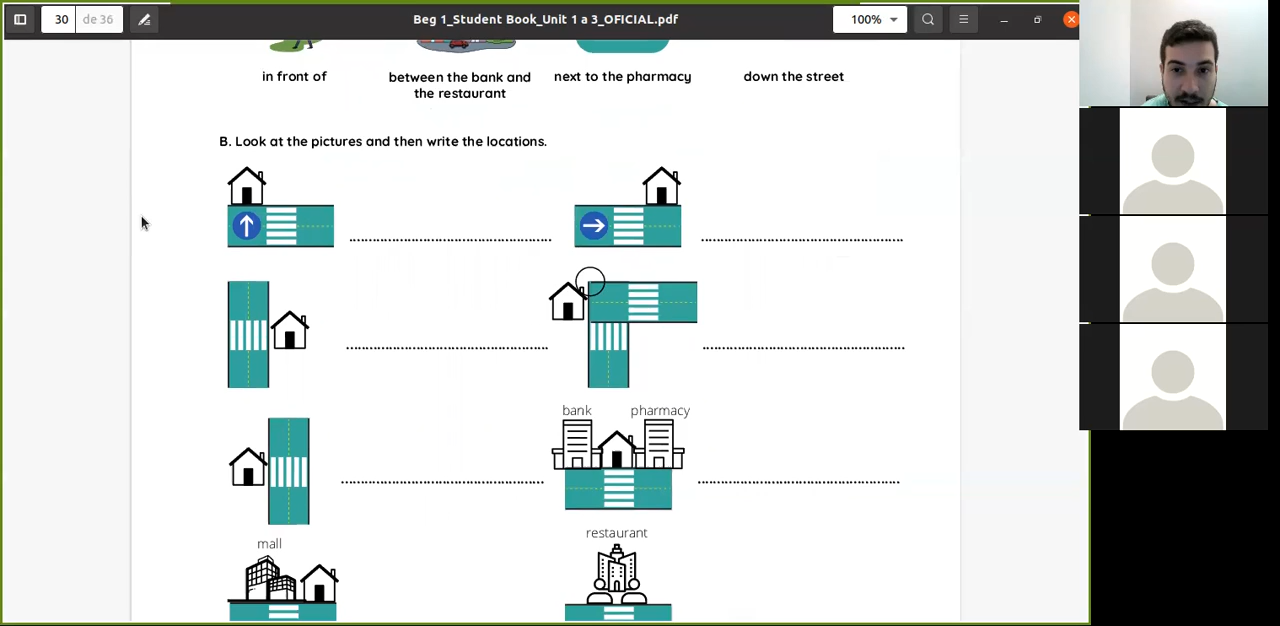 30 de 36 Beg 1_Student Book_Unit 1 a 3_OFICIAL.pdf 100%
in front of between the bank and the restaurant next to the pharmacy down the street
B. Look at the pictures and then write the locations.
bank pharmacy
mall restaurant